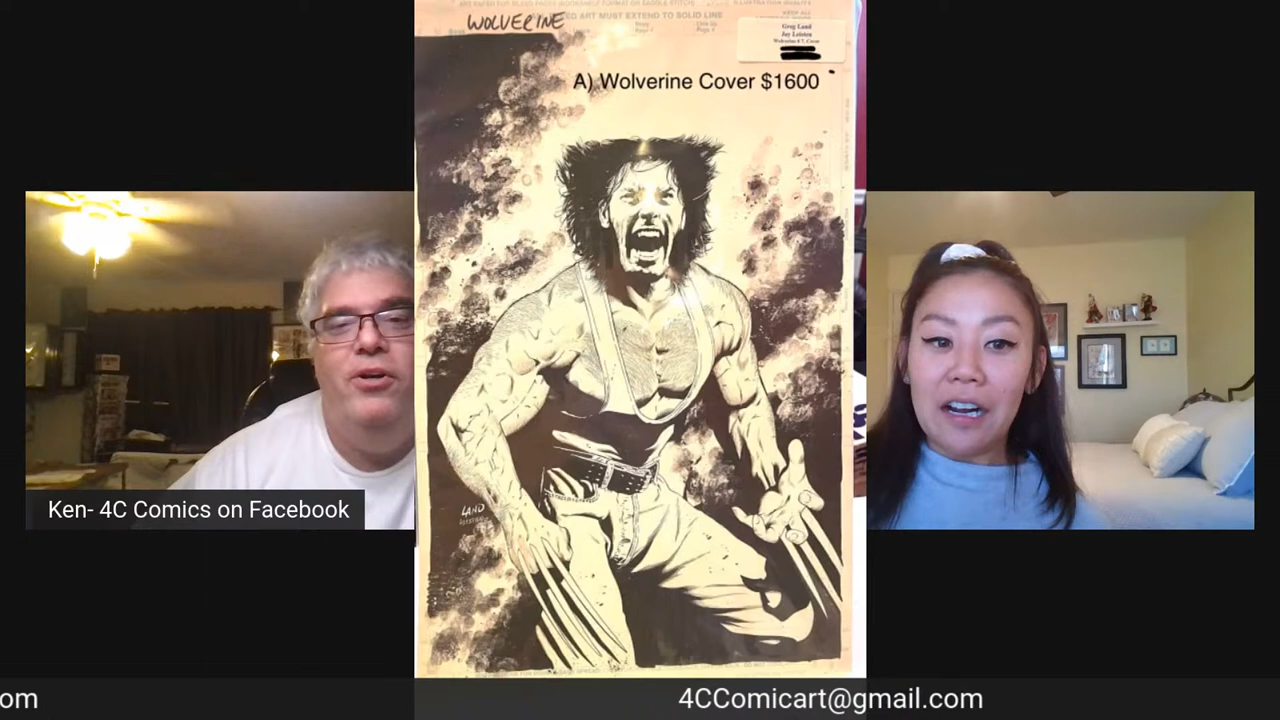 WOLVERINE
ED ART MUST EXTEND TO SOLID LINE
Greg Land
Jay Leisten
A) Wolverine Cover $1600
LAND
Ken- 4C Comics on Facebook
om
4CComicart@gmail.com